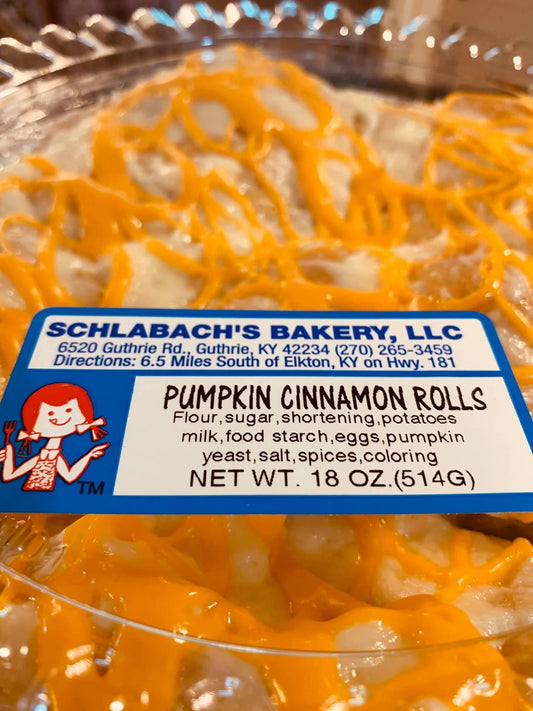 SCHLABACH'S BAKERY, LLC
6520 Guthrie Rd., Guthrie, KY 42234 (270) 265-3459
Directions: 6.5 Miles South of Elkton, KY on Hwy. 181
PUMPKIN CINNAMON ROLLS
Flour,sugar,shortening,potatoes
milk,food starch,eggs,pumpkin
yeast,salt,spices,coloring
NET WT. 18 OZ.(514G)
TM